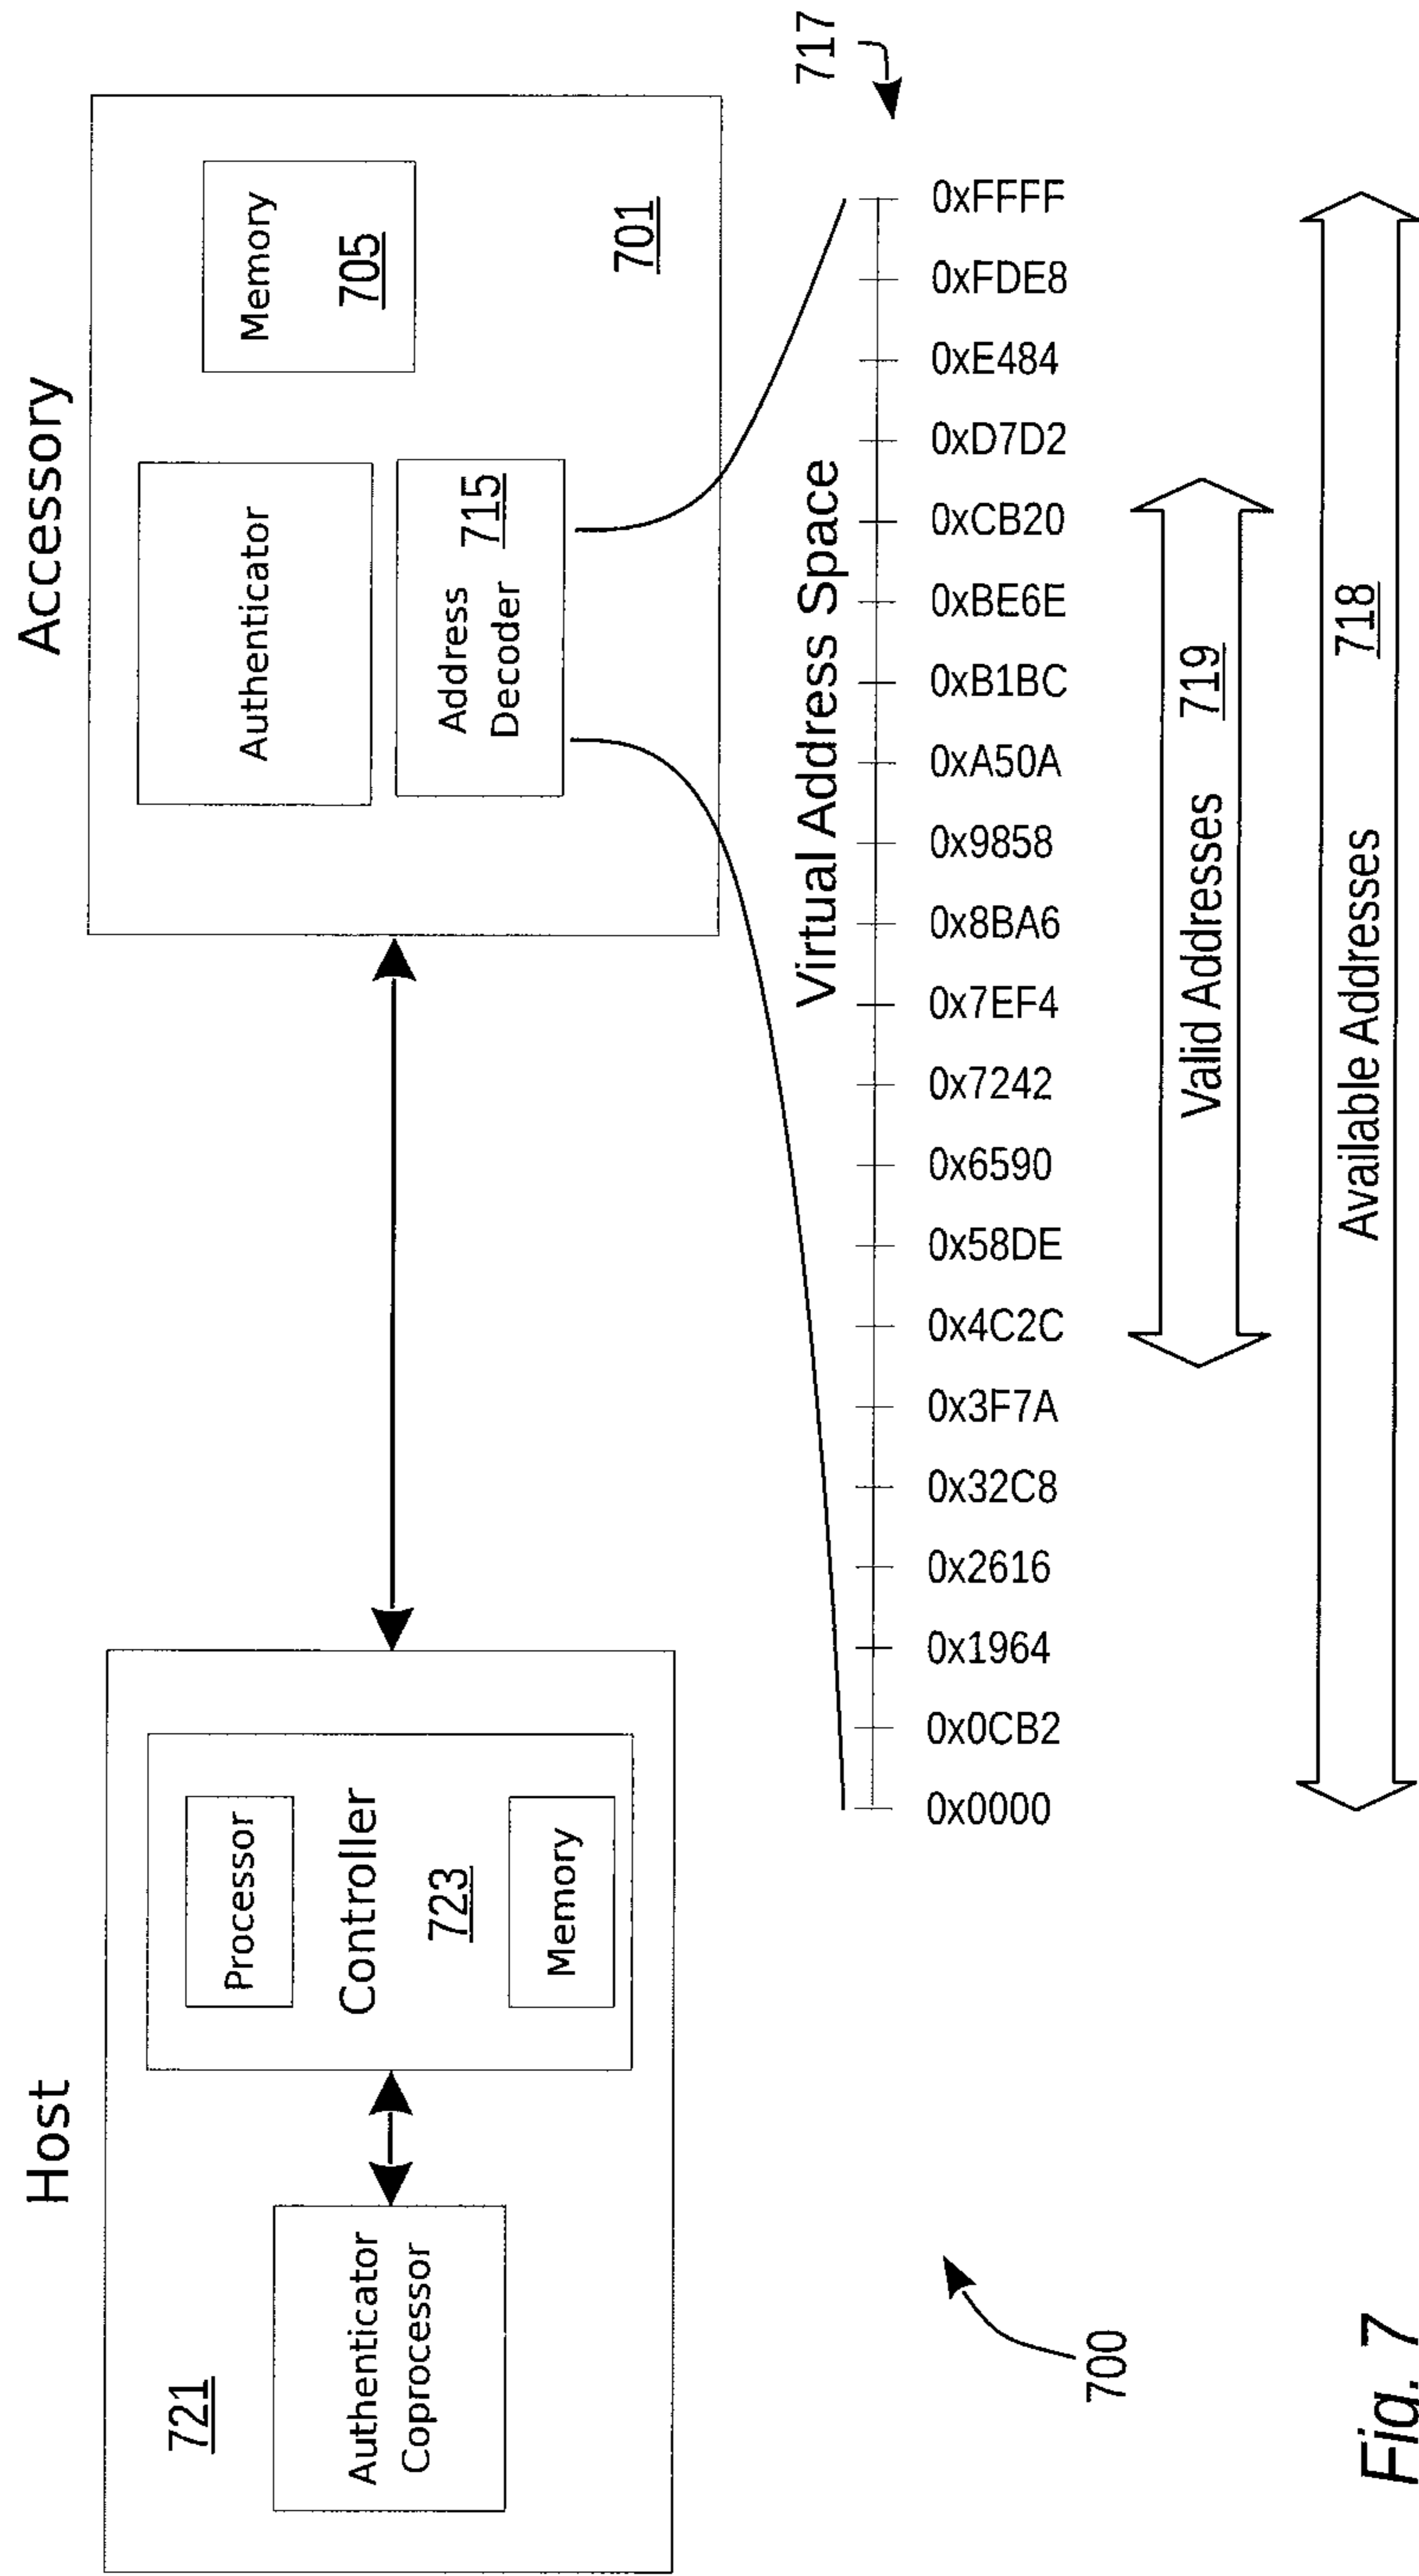 Host
Accessory
721
Authenticator
Coprocessor
Processor
Controller
723
Memory
Authenticator
Address
Decoder
715
Memory
705
701
717
Virtual Address Space
0x0000
0x0CB2
0x1964
0x2616
0x32C8
0x3F7A
0x4C2C
0x58DE
0x6590
0x7242
0x7EF4
0x8BA6
0x9858
0xA50A
0xB1BC
0xBE6E
0xCB20
0xD7D2
0xE484
0xFDE8
0xFFFF
Valid Addresses 719
Available Addresses 718
700
Fig. 7